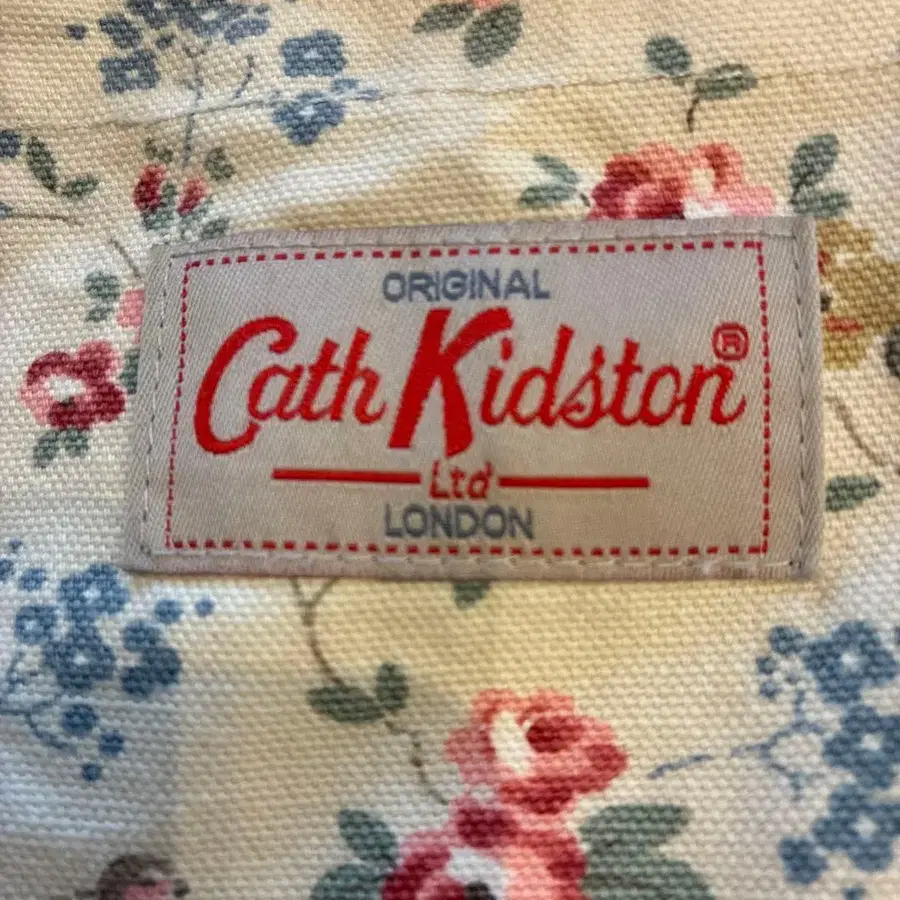 ORIGINAL
Cath Kidston®
Ltd
LONDON